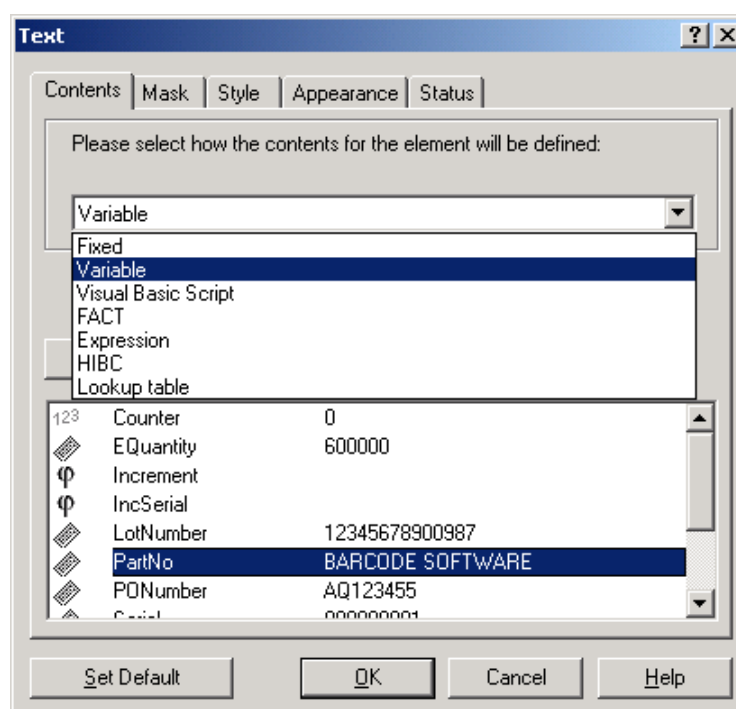 Text
Contents Mask Style Appearance Status
Please select how the contents for the element will be defined:
Variable
Fixed
Variable
Visual Basic Script
FACT
Expression
HIBC
Lookup table
123 Counter 0
EQuantity 600000
φ Increment
φ IncSerial
LotNumber 12345678900987
PartNo BARCODE SOFTWARE
PONumber AQ123455
Set Default OK Cancel Help